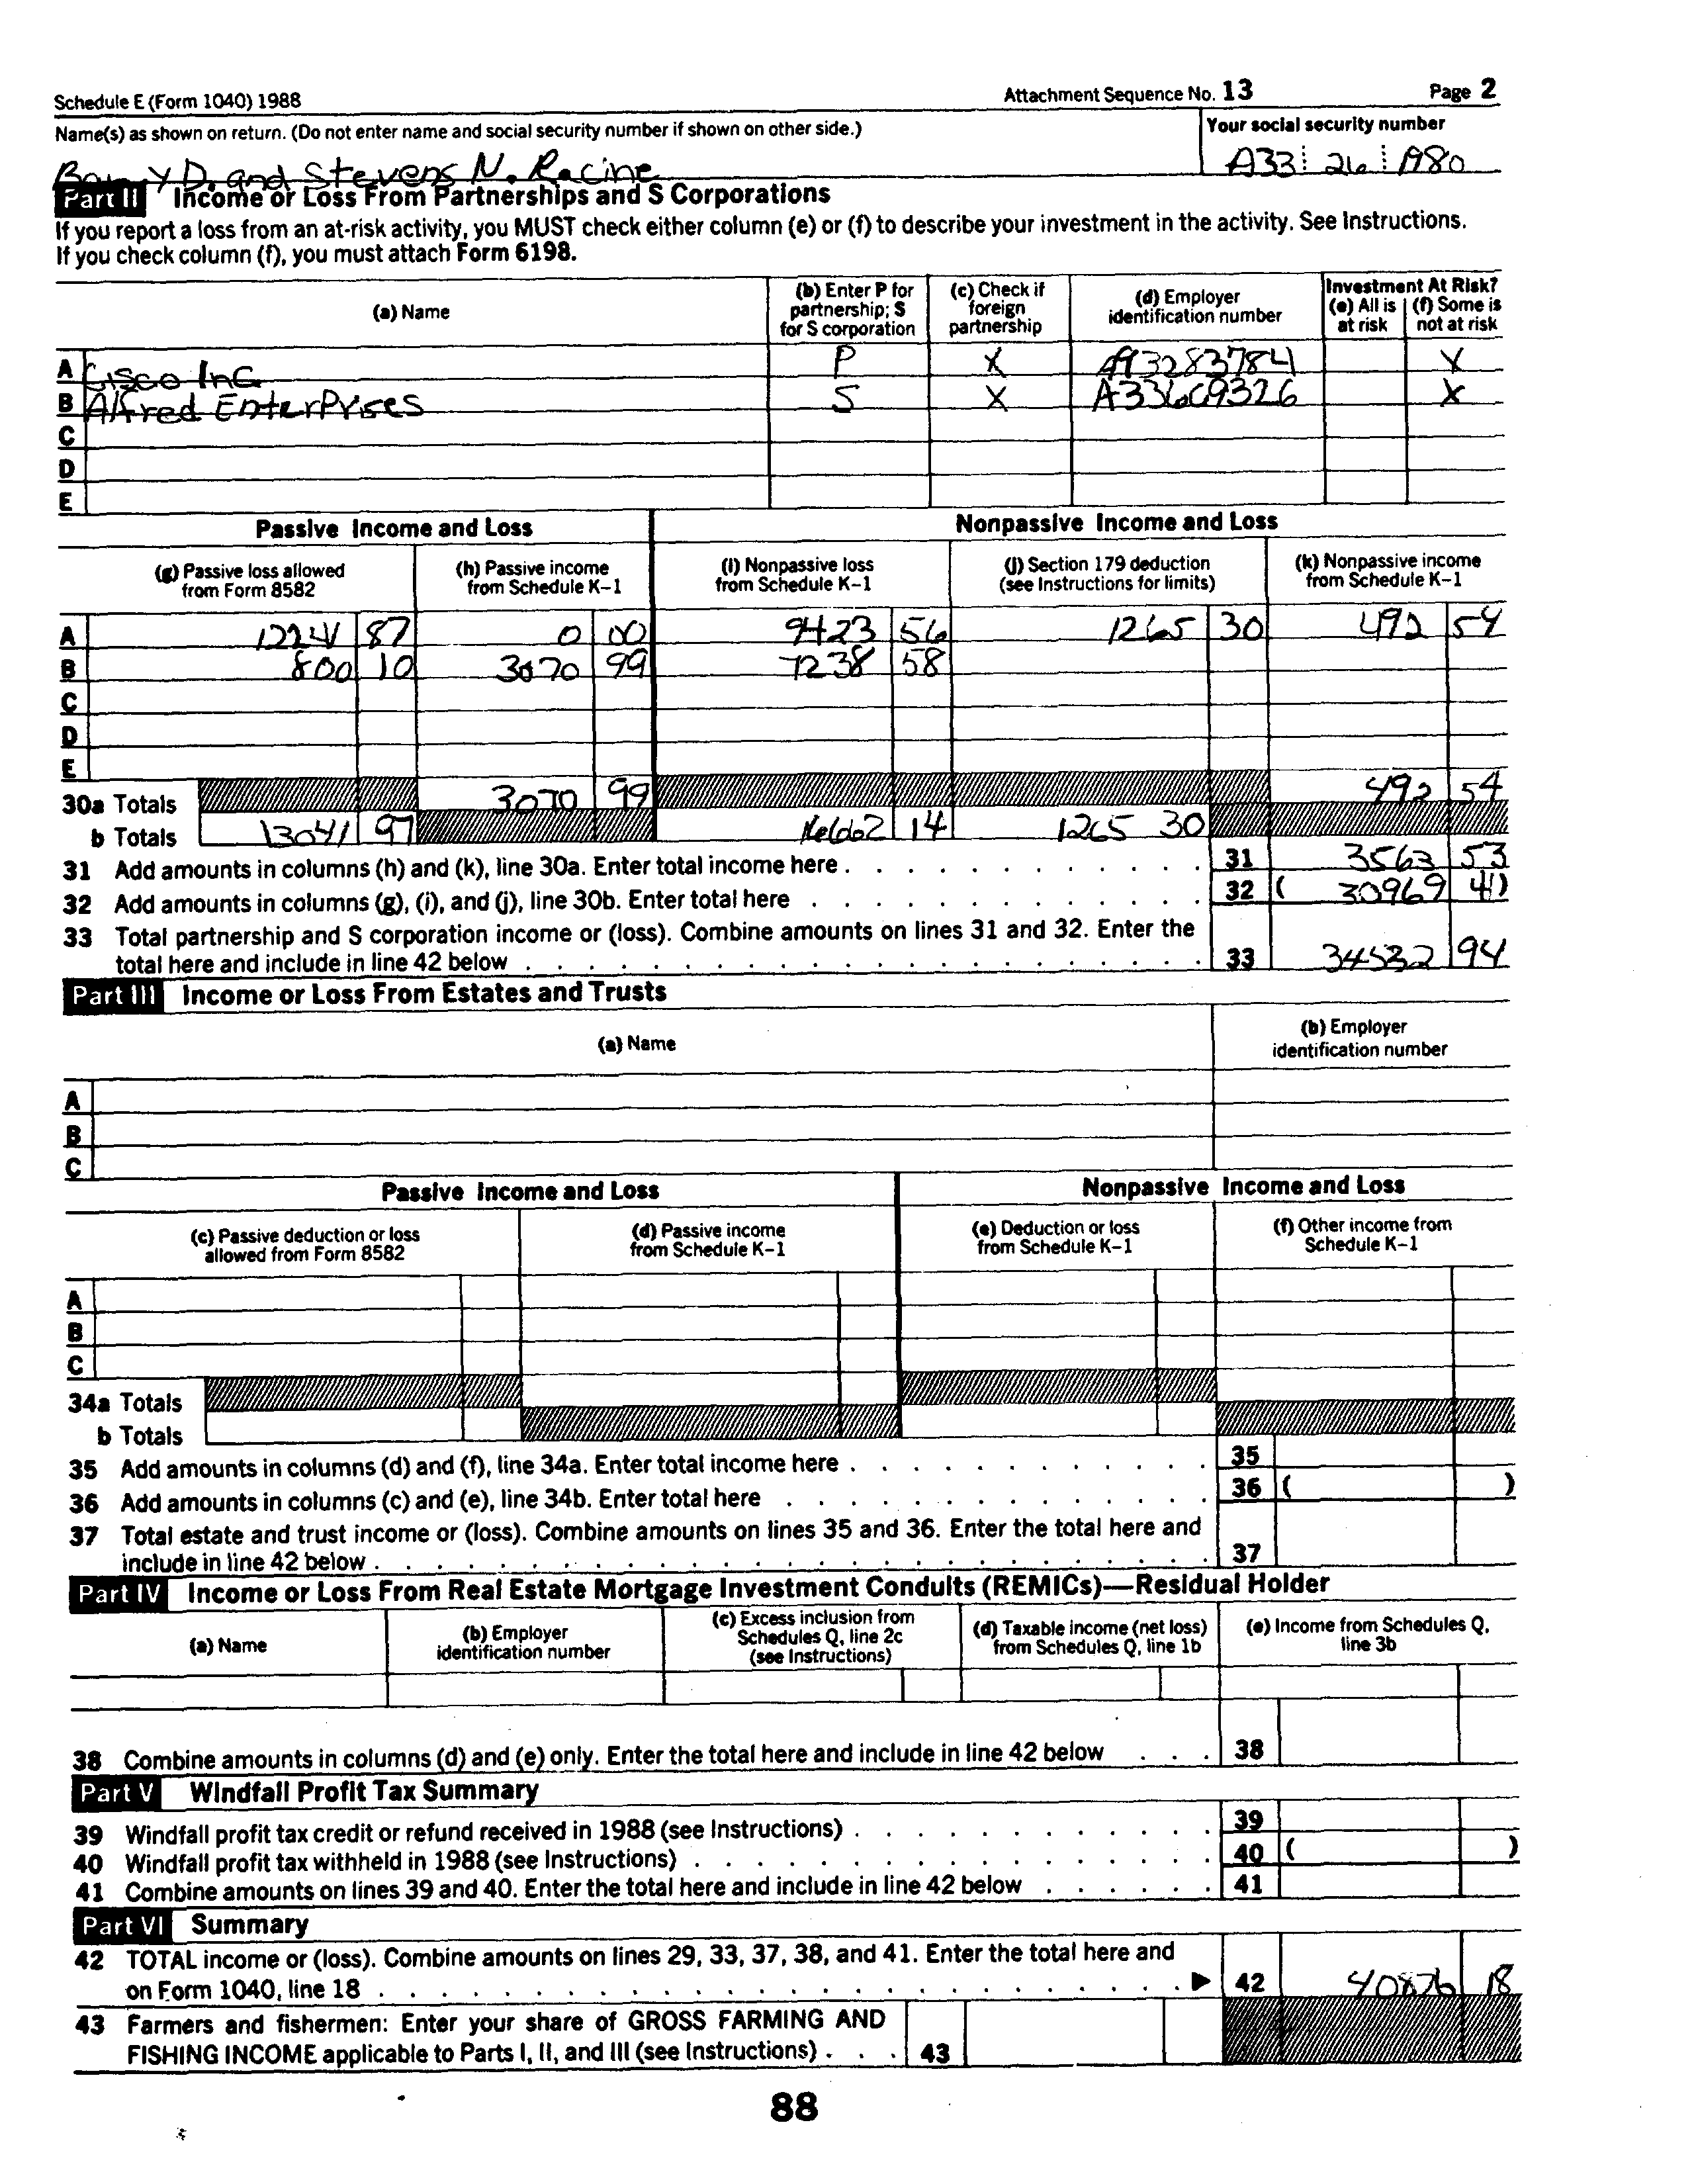 Schedule E (Form 1040) 1988 Attachment Sequence No. 13 Page 2
Name(s) as shown on return. (Do not enter name and social security number if shown on other side.) Your social security number
Y D. and Stevens N. Racine A33 26 A980
Part II Income or Loss From Partnerships and S Corporations
If you report a loss from an at-risk activity, you MUST check either column (e) or (f) to describe your investment in the activity. See Instructions.
If you check column (f), you must attach Form 6198.
(a) Name (b) Enter P for partnership; S for S corporation (c) Check if foreign partnership (d) Employer identification number Investment At Risk? (e) All is at risk (f) Some is not at risk
A Cisco Inc P X A93283784 X
B Alfred EnterPrises S X A33669326 X
C
D
E
Passive Income and Loss Nonpassive Income and Loss
(g) Passive loss allowed from Form 8582 (h) Passive income from Schedule K-1 (i) Nonpassive loss from Schedule K-1 (j) Section 179 deduction (see Instructions for limits) (k) Nonpassive income from Schedule K-1
A 87 0 00 9423 56 1265 30 492 54
B 800 10 3070 99 7238 58
C
D
E
30a Totals 3070 99 492 54
b Totals 13041 97 14 1265 30
31 Add amounts in columns (h) and (k), line 30a. Enter total income here 31 3563 53
32 Add amounts in columns (g), (i), and (j), line 30b. Enter total here 32 ( 30969 41)
33 Total partnership and S corporation income or (loss). Combine amounts on lines 31 and 32. Enter the
total here and include in line 42 below 33 34532 94
Part III Income or Loss From Estates and Trusts
(a) Name (b) Employer identification number
A
B
C
Passive Income and Loss Nonpassive Income and Loss
(c) Passive deduction or loss allowed from Form 8582 (d) Passive income from Schedule K-1 (e) Deduction or loss from Schedule K-1 (f) Other income from Schedule K-1
A
B
C
34a Totals
b Totals
35 Add amounts in columns (d) and (f), line 34a. Enter total income here 35
36 Add amounts in columns (c) and (e), line 34b. Enter total here 36 ( )
37 Total estate and trust income or (loss). Combine amounts on lines 35 and 36. Enter the total here and
include in line 42 below 37
Part IV Income or Loss From Real Estate Mortgage Investment Conduits (REMICs)—Residual Holder
(a) Name (b) Employer identification number (c) Excess inclusion from Schedules Q, line 2c (see Instructions) (d) Taxable income (net loss) from Schedules Q, line 1b (e) Income from Schedules Q, line 3b
38 Combine amounts in columns (d) and (e) only. Enter the total here and include in line 42 below 38
Part V Windfall Profit Tax Summary
39 Windfall profit tax credit or refund received in 1988 (see Instructions) 39
40 Windfall profit tax withheld in 1988 (see Instructions) 40 ( )
41 Combine amounts on lines 39 and 40. Enter the total here and include in line 42 below 41
Part VI Summary
42 TOTAL income or (loss). Combine amounts on lines 29, 33, 37, 38, and 41. Enter the total here and
on Form 1040, line 18 ▶ 42 40876 18
43 Farmers and fishermen: Enter your share of GROSS FARMING AND
FISHING INCOME applicable to Parts I, II, and III (see Instructions) 43
88